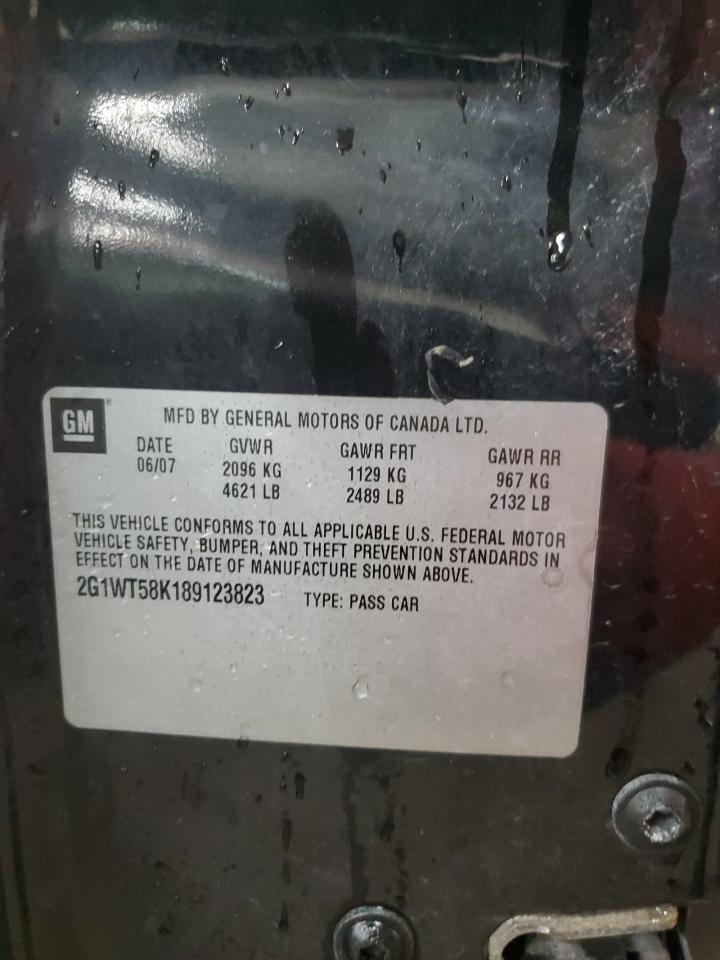 GM
MFD BY GENERAL MOTORS OF CANADA LTD.
DATE GVWR GAWR FRT GAWR RR
06/07 2096 KG 1129 KG 967 KG
4621 LB 2489 LB 2132 LB
THIS VEHICLE CONFORMS TO ALL APPLICABLE U.S. FEDERAL MOTOR
VEHICLE SAFETY, BUMPER, AND THEFT PREVENTION STANDARDS IN
EFFECT ON THE DATE OF MANUFACTURE SHOWN ABOVE.
2G1WT58K189123823 TYPE: PASS CAR